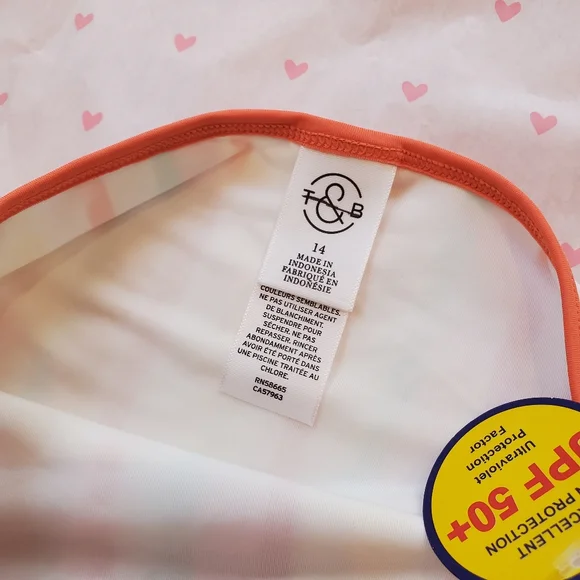 T&B
14
MADE IN
INDONESIA
FABRIQUÉ EN
INDONÉSIE
COULEURS SEMBLABLES.
NE PAS UTILISER AGENT
DE BLANCHIMENT.
SUSPENDRE POUR
SÉCHER. NE PAS
REPASSER. RINCER
ABONDAMMENT APRÈS
AVOIR ÉTÉ PORTÉ DANS
UNE PISCINE TRAITÉE AU
CHLORE.
RN58665
CA57963
Ultraviolet
Protection
Factor
UPF 50+
EXCELLENT
PROTECTION